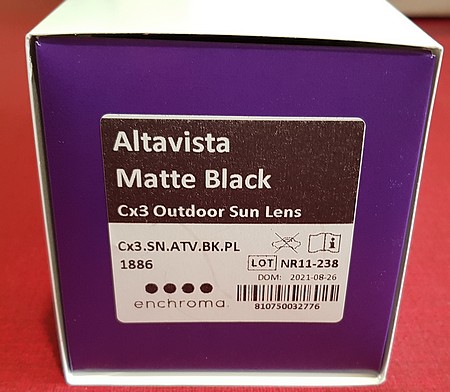 Altavista
Matte Black
Cx3 Outdoor Sun Lens
Cx3.SN.ATV.BK.PL
1886
LOT NR11-238
DOM: 2021-08-26
enchroma
810750032776